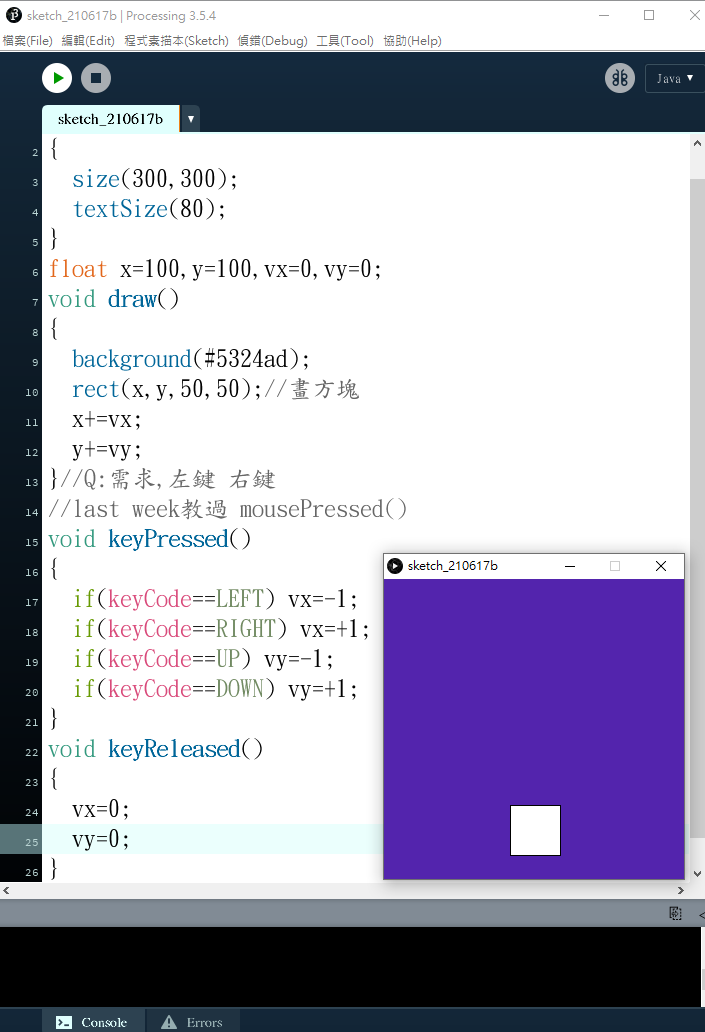 sketch_210617b | Processing 3.5.4
檔案(File) 編輯(Edit) 程式素描本(Sketch) 偵錯(Debug) 工具(Tool) 協助(Help)
Java ▼
sketch_210617b ▼
2 {
3 size(300,300);
4 textSize(80);
5 }
6 float x=100,y=100,vx=0,vy=0;
7 void draw()
8 {
9 background(#5324ad);
10 rect(x,y,50,50);//畫方塊
11 x+=vx;
12 y+=vy;
13 }//Q:需求,左鍵 右鍵
14 //last week教過 mousePressed()
15 void keyPressed()
16 {
17 if(keyCode==LEFT) vx=-1;
18 if(keyCode==RIGHT) vx=+1;
19 if(keyCode==UP) vy=-1;
20 if(keyCode==DOWN) vy=+1;
21 }
22 void keyReleased()
23 {
24 vx=0;
25 vy=0;
26 }
sketch_210617b
Console Errors